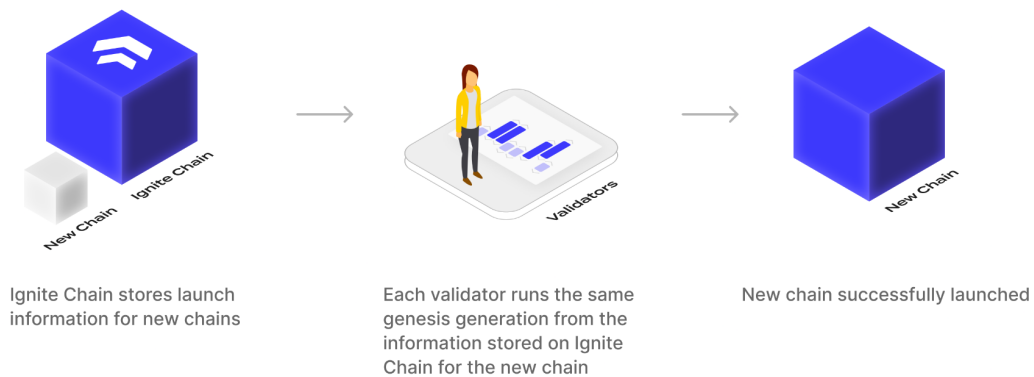 Ignite Chain
New Chain
Ignite Chain stores launch
information for new chains
Validators
Each validator runs the same
genesis generation from the
information stored on Ignite
Chain for the new chain
New Chain
New chain successfully launched